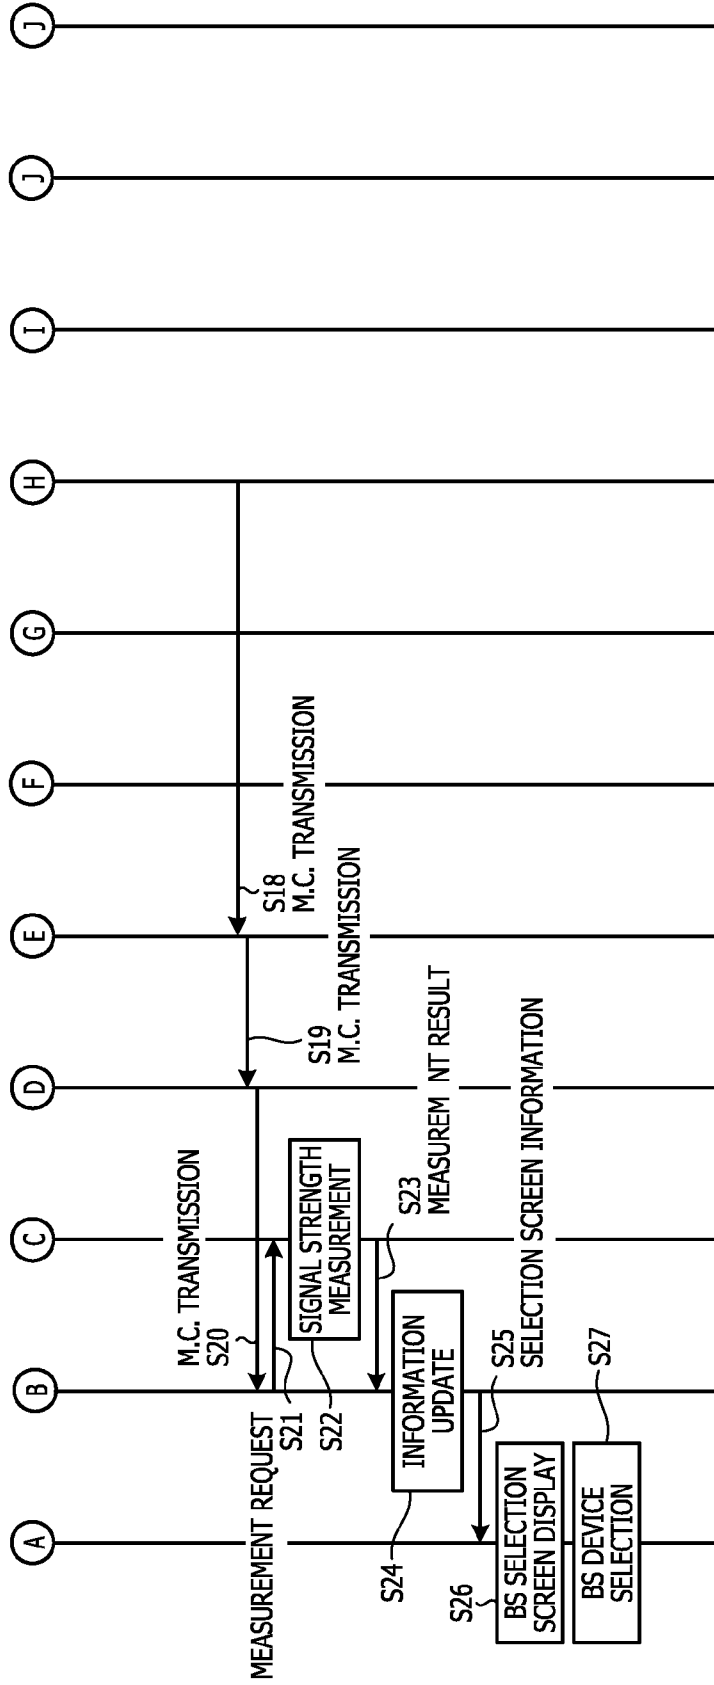 A
B
C
D
E
F
G
H
I
J
J
S18
M.C. TRANSMISSION
S19
M.C. TRANSMISSION
M.C. TRANSMISSION
S20
MEASUREMENT REQUEST
S21
S22
SIGNAL STRENGTH
MEASUREMENT
S23
MEASUREM NT RESULT
S24
INFORMATION
UPDATE
S25
SELECTION SCREEN INFORMATION
S26
BS SELECTION
SCREEN DISPLAY
S27
BS DEVICE
SELECTION